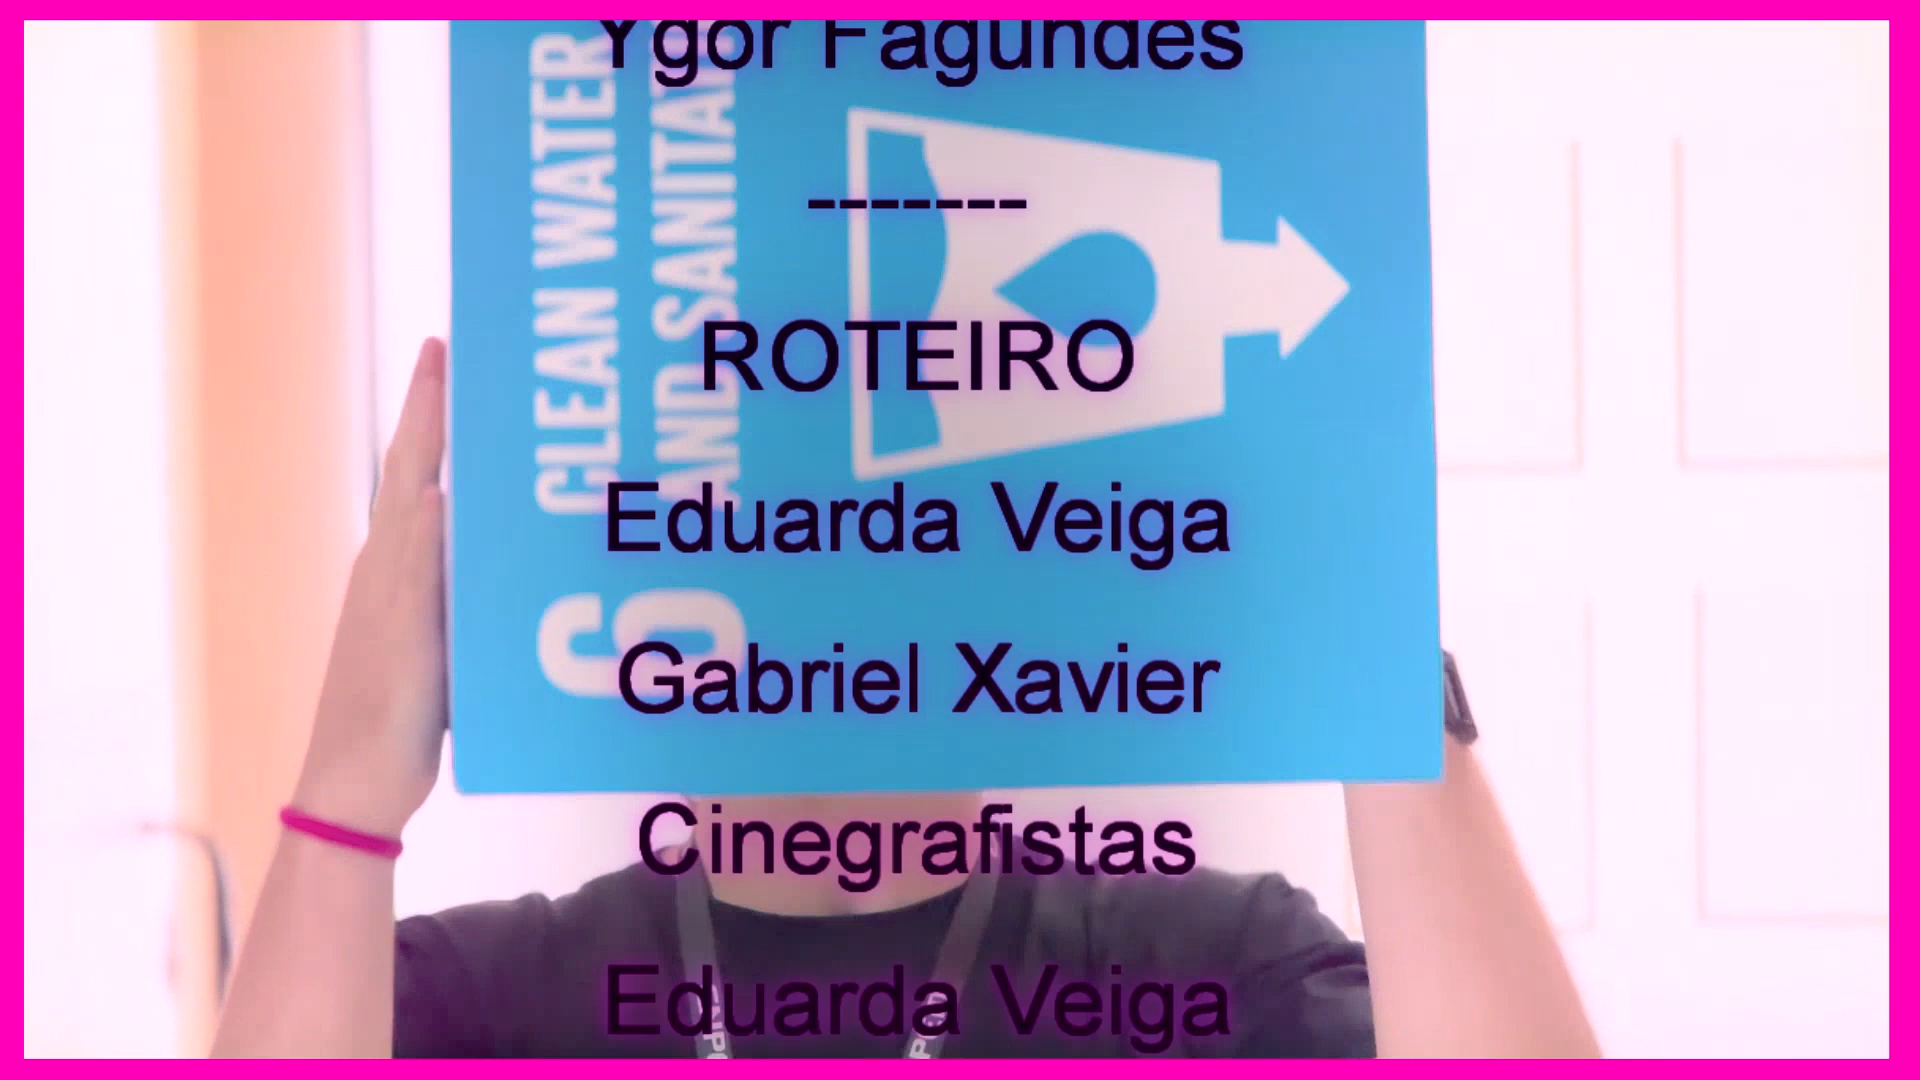 Ygor Fagundes
-------
ROTEIRO
Eduarda Veiga
Gabriel Xavier
Cinegrafistas
Eduarda Veiga
6 CLEAN WATER
AND SANITA